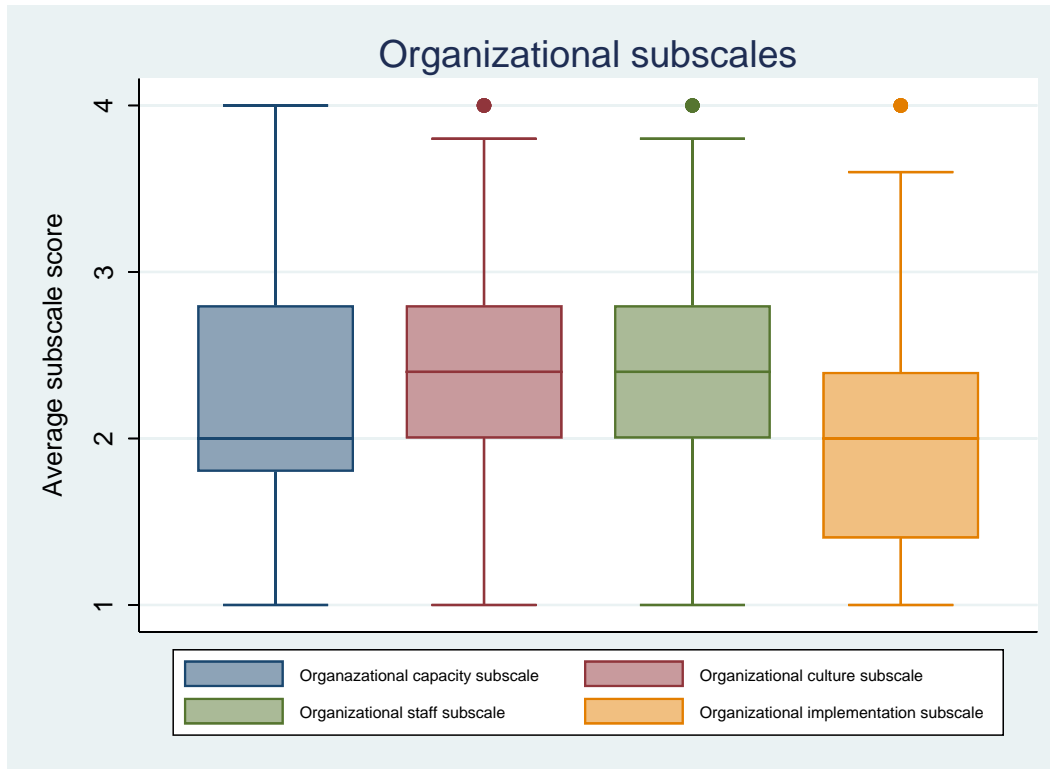 Organizational subscales
Average subscale score
4
3
2
1
Organazational capacity subscale
Organizational culture subscale
Organizational staff subscale
Organizational implementation subscale